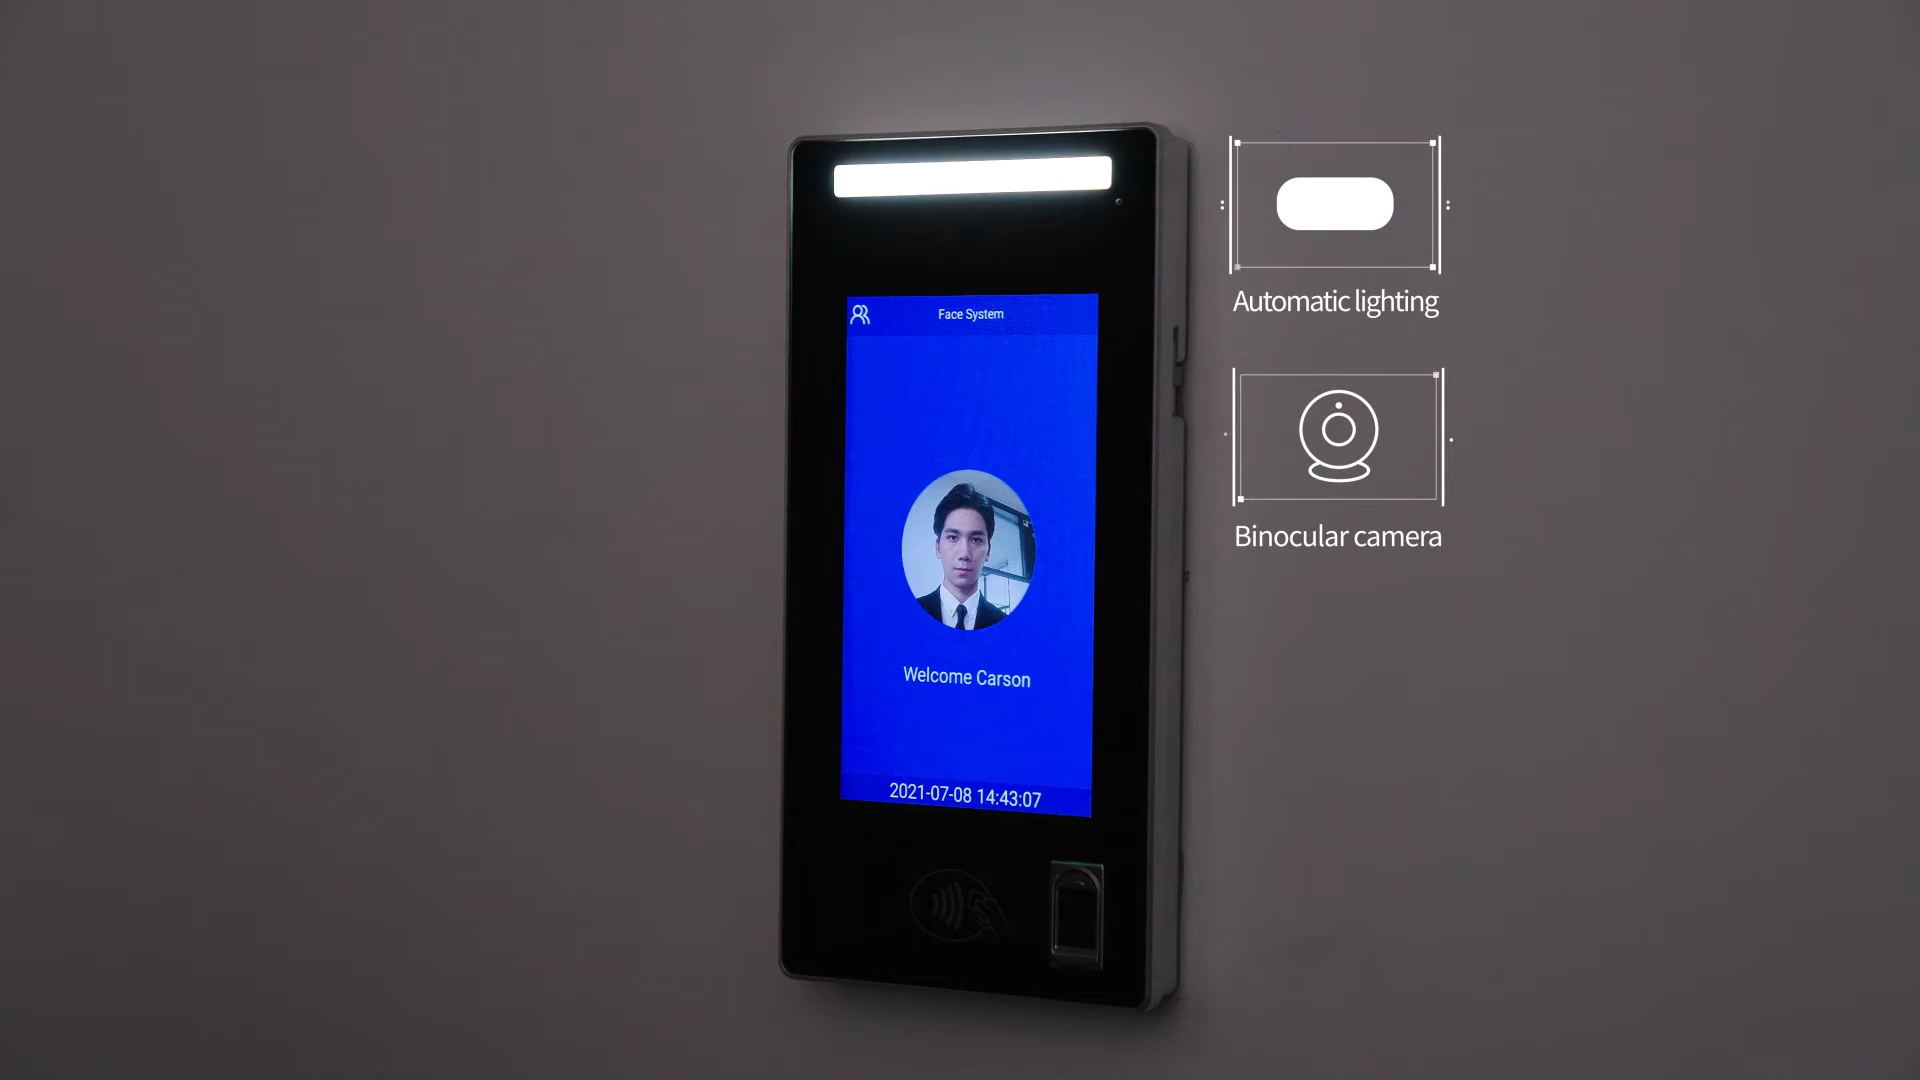 Face System
Welcome Carson
2021-07-08 14:43:07
Automatic lighting
Binocular camera